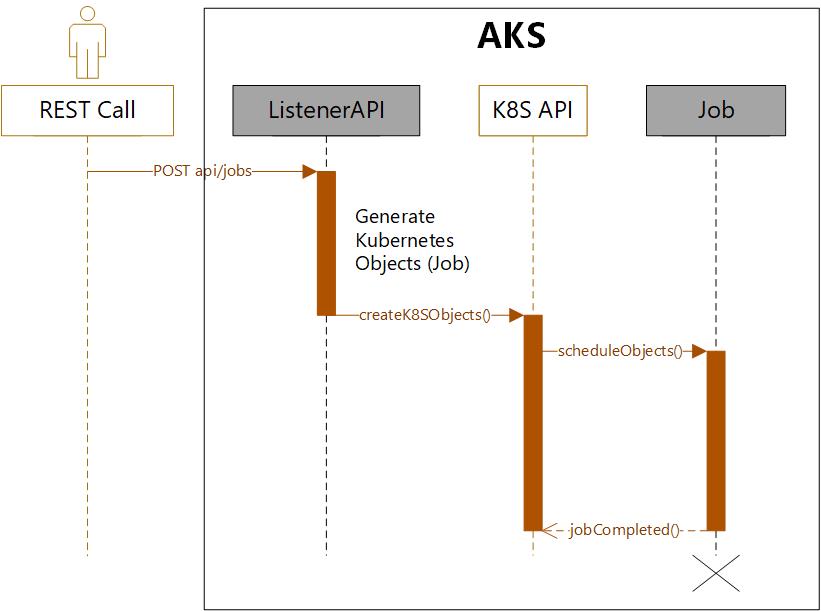 AKS
REST Call
ListenerAPI
K8S API
Job
POST api/jobs
Generate
Kubernetes
Objects (Job)
createK8SObjects()
scheduleObjects()
jobCompleted()